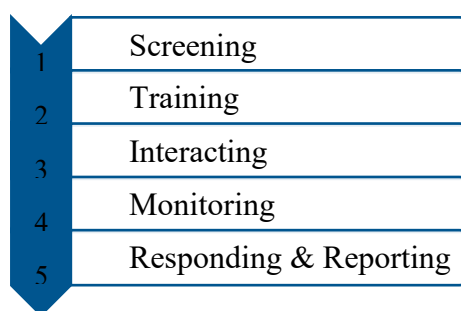 1 Screening
2 Training
3 Interacting
4 Monitoring
5 Responding & Reporting